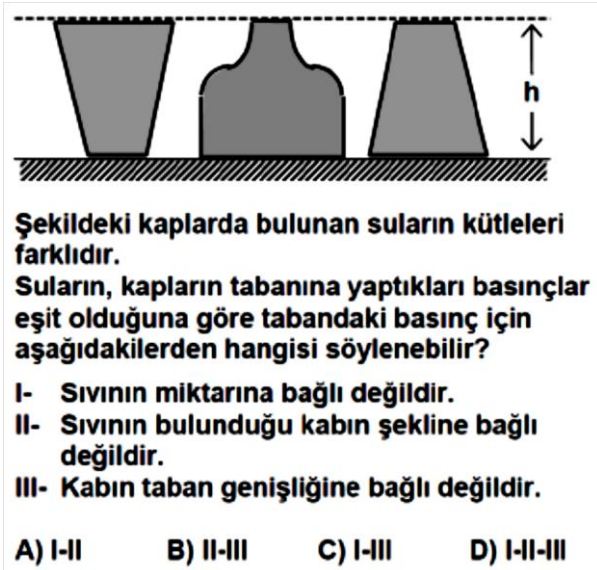 h
Şekildeki kaplarda bulunan suların kütleleri
farklıdır.
Suların, kapların tabanına yaptıkları basınçlar
eşit olduğuna göre tabandaki basınç için
aşağıdakilerden hangisi söylenebilir?
I- Sıvının miktarına bağlı değildir.
II- Sıvının bulunduğu kabın şekline bağlı
değildir.
III- Kabın taban genişliğine bağlı değildir.
A) I-II B) II-III C) I-III D) I-II-III